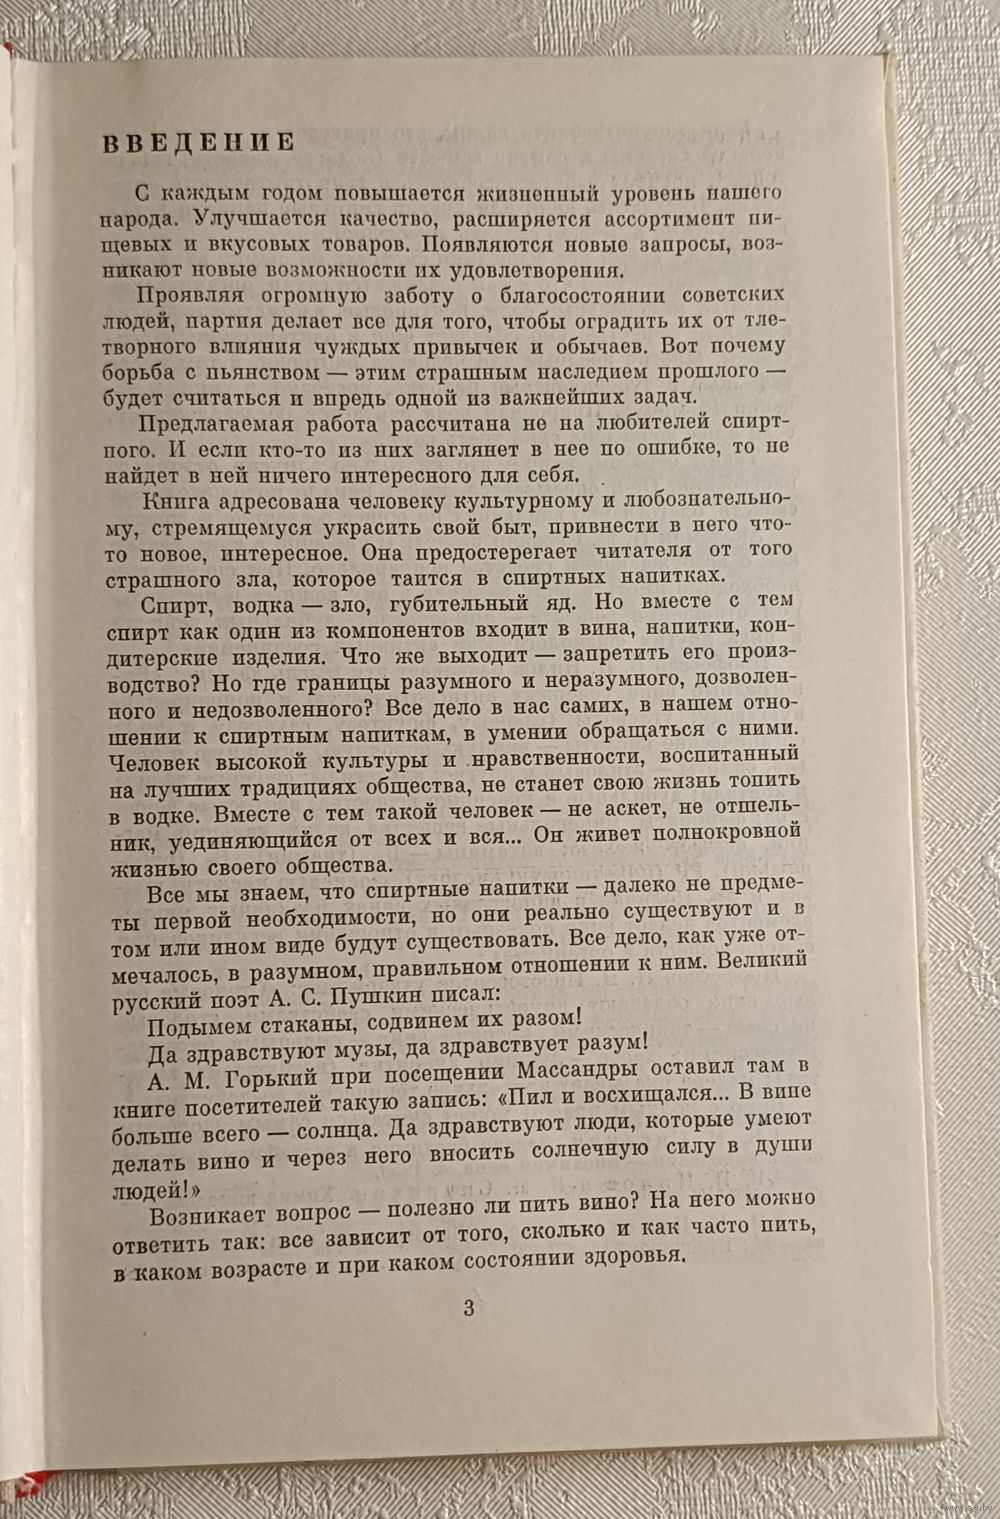 ВВЕДЕНИЕ
С каждым годом повышается жизненный уровень нашего
народа. Улучшается качество, расширяется ассортимент пи-
щевых и вкусовых товаров. Появляются новые запросы, воз-
никают новые возможности их удовлетворения.
Проявляя огромную заботу о благосостоянии советских
людей, партия делает все для того, чтобы оградить их от тле-
творного влияния чуждых привычек и обычаев. Вот почему
борьба с пьянством — этим страшным наследием прошлого —
будет считаться и впредь одной из важнейших задач.
Предлагаемая работа рассчитана не на любителей спирт-
ного. И если кто-то из них заглянет в нее по ошибке, то не
найдет в ней ничего интересного для себя.
Книга адресована человеку культурному и любознательно-
му, стремящемуся украсить свой быт, привнести в него что-
то новое, интересное. Она предостерегает читателя от того
страшного зла, которое таится в спиртных напитках.
Спирт, водка — зло, губительный яд. Но вместе с тем
спирт как один из компонентов входит в вина, напитки, кон-
дитерские изделия. Что же выходит — запретить его произ-
водство? Но где границы разумного и неразумного, дозволен-
ного и недозволенного? Все дело в нас самих, в нашем отно-
шении к спиртным напиткам, в умении обращаться с ними.
Человек высокой культуры и нравственности, воспитанный
на лучших традициях общества, не станет свою жизнь топить
в водке. Вместе с тем такой человек — не аскет, не отшель-
ник, уединяющийся от всех и вся... Он живет полнокровной
жизнью своего общества.
Все мы знаем, что спиртные напитки — далеко не предме-
ты первой необходимости, но они реально существуют и в
том или ином виде будут существовать. Все дело, как уже от-
мечалось, в разумном, правильном отношении к ним. Великий
русский поэт А. С. Пушкин писал:
Подымем стаканы, содвинем их разом!
Да здравствуют музы, да здравствует разум!
А. М. Горький при посещении Массандры оставил там в
книге посетителей такую запись: «Пил и восхищался... В вине
больше всего — солнца. Да здравствуют люди, которые умеют
делать вино и через него вносить солнечную силу в души
людей!»
Возникает вопрос — полезно ли пить вино? На него можно
ответить так: все зависит от того, сколько и как часто пить,
в каком возрасте и при каком состоянии здоровья.
3
www.ay.by